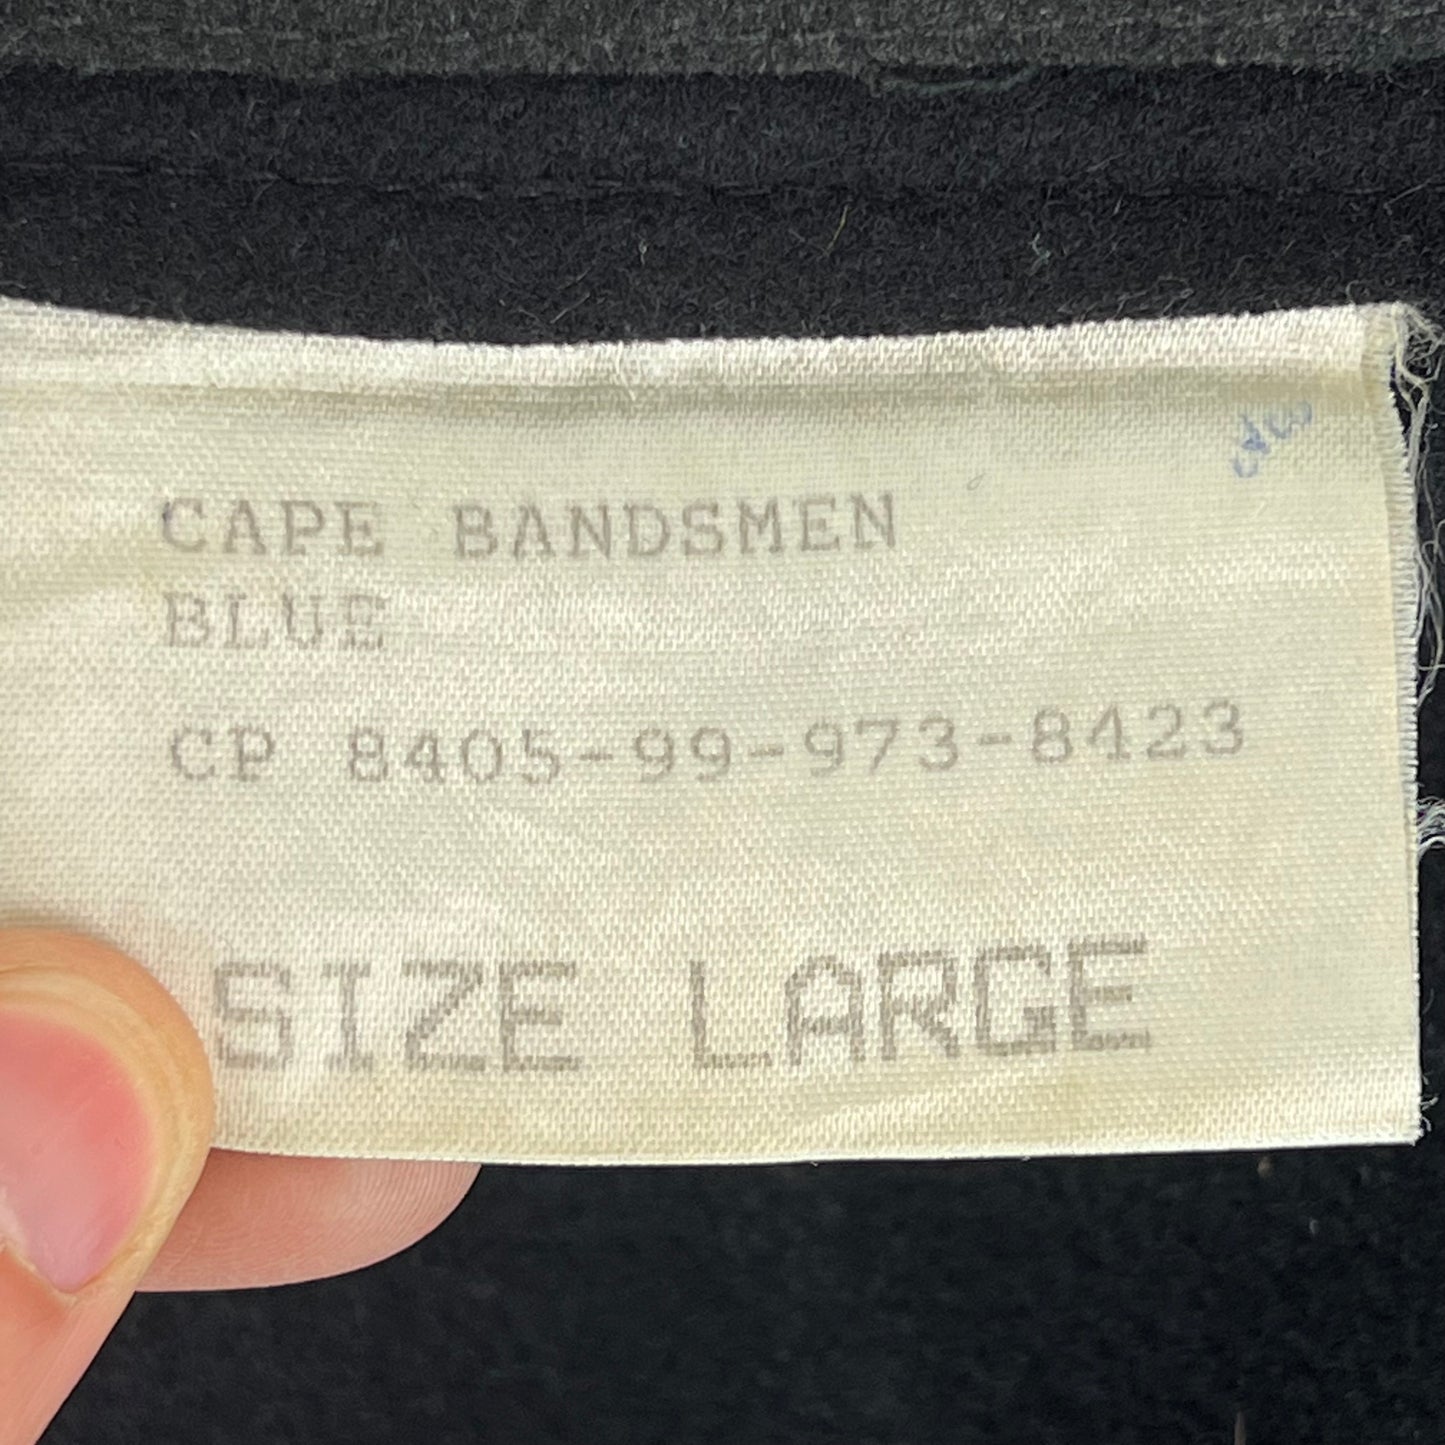 CAPE BANDSMEN
BLUE
CP 8405-99-973-8423
SIZE LARGE